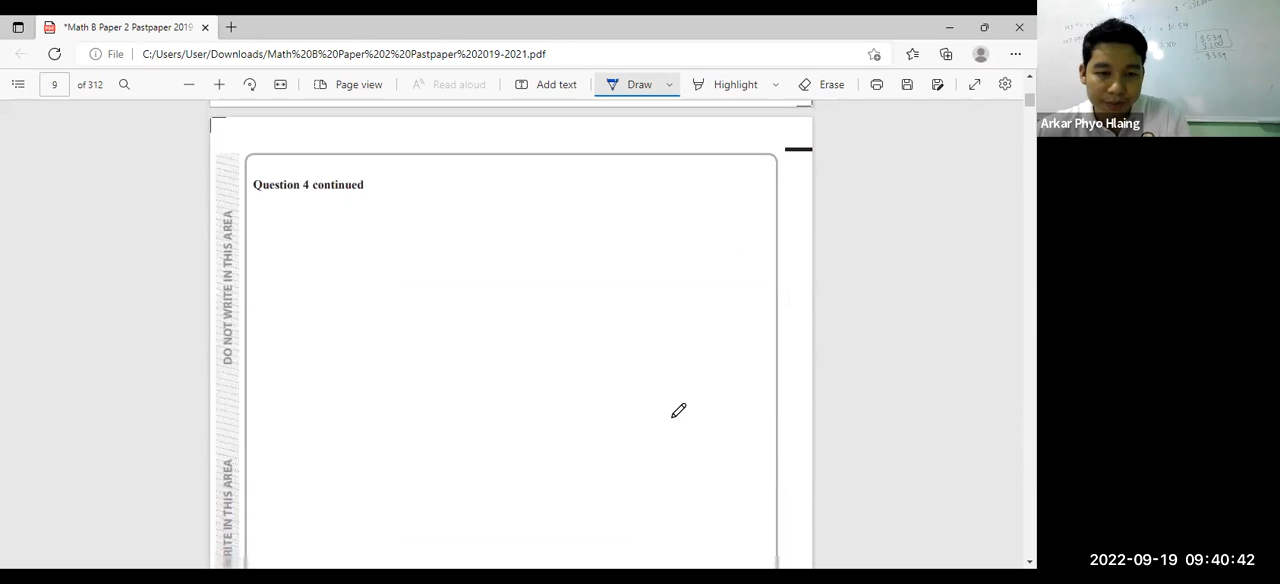 *Math B Paper 2 Pastpaper 2019
File
C:/Users/User/Downloads/Math%20B%20Paper%202%20Pastpaper%202019-2021.pdf
9 of 312
Page view
Read aloud
Add text
Draw
Highlight
Erase
Question 4 continued
DO NOT WRITE IN THIS AREA
RITE IN THIS AREA
Arkar Phyo Hlaing
2022-09-19 09:40:42